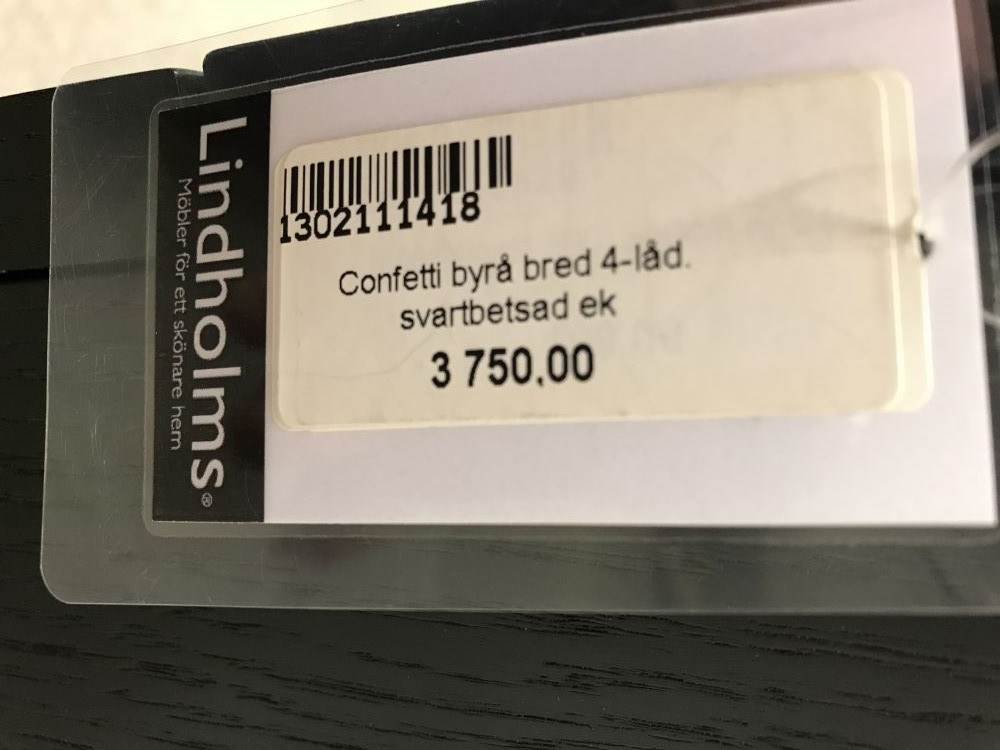 Lindholms®
Möbler för ett skönare hem
1302111418
Confetti byrå bred 4-låd.
svartbetsad ek
3 750,00